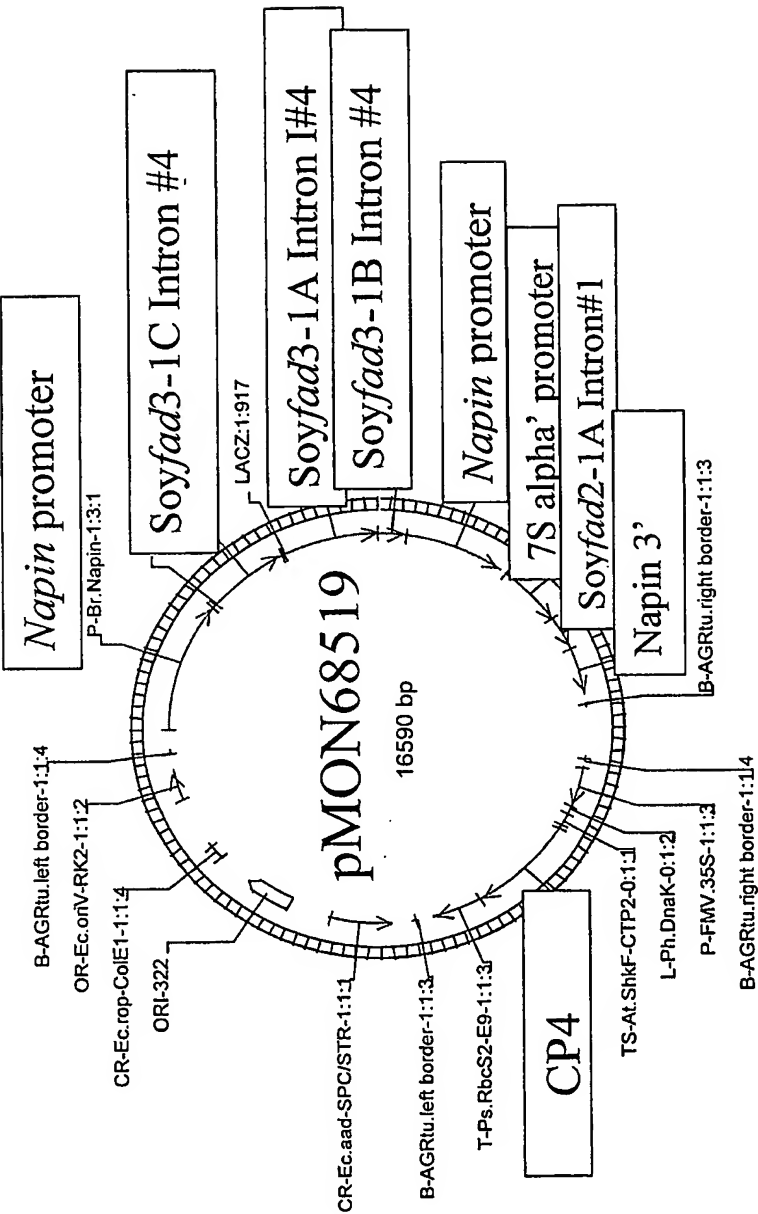 Napin promoter
P-Br.Napin-1:3:1
Soyfad3-1C Intron #4
LACZ:1:917
Soyfad3-1A Intron I#4
Soyfad3-1B Intron #4
Napin promoter
7S alpha' promoter
Soyfad2-1A Intron#1
Napin 3'
B-AGRtu.right border-1:1:3
B-AGRtu.left border-1:1:4
OR-Ec.oriV-RK2-1:1:2
CR-Ec.rop-ColE1-1:1:4
ORI-322
pMON68519
16590 bp
CR-Ec.aad-SPC/STR-1:1:1
B-AGRtu.left border-1:1:3
T-Ps.RbcS2-E9-1:1:3
CP4
TS-At.ShkF-CTP2-0:1:1
L-Ph.DnaK-0:1:2
P-FMV.35S-1:1:3
B-AGRtu.right border-1:1:4